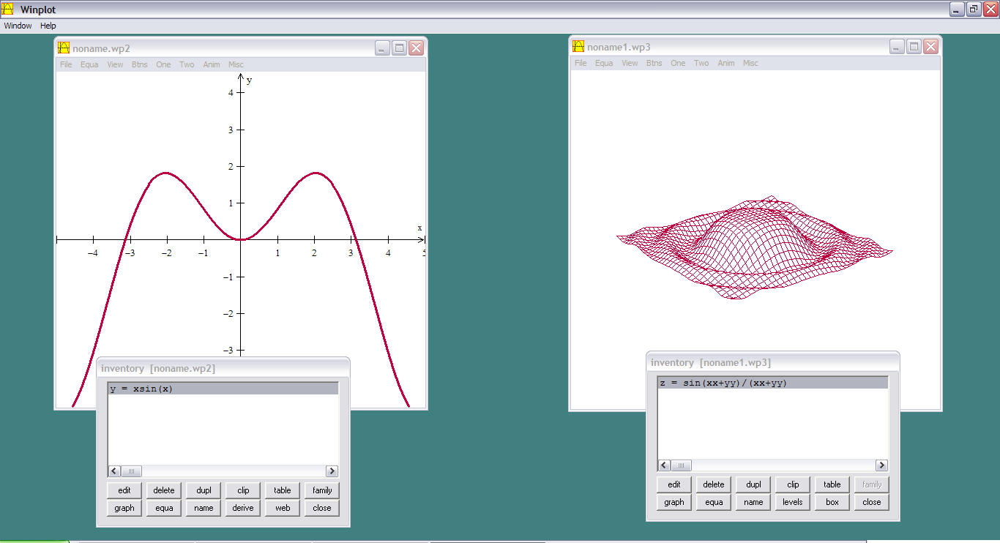 Winplot
Window Help
noname.wp2
File Equa View Btns One Two Anim Misc
y
4
3
2
1
x
−4 −3 −2 −1 1 2 3 4 5
−1
−2
−3
inventory [noname.wp2]
y = xsin(x)
edit delete dupl clip table family
graph equa name derive web close
noname1.wp3
File Equa View Btns One Two Anim Misc
inventory [noname1.wp3]
z = sin(xx+yy)/(xx+yy)
edit delete dupl clip table family
graph equa name levels box close